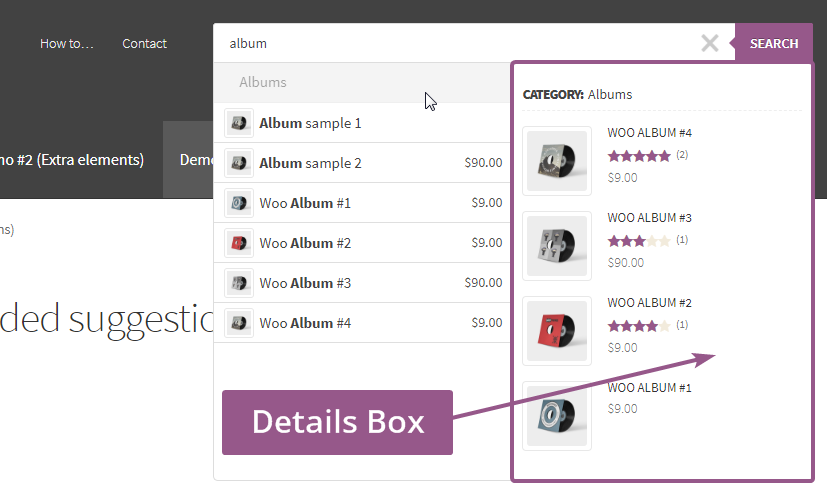 How to…
Contact
album
SEARCH
no #2 (Extra elements)
Demo
ns)
ded suggestio
Albums
Album sample 1
Album sample 2 $90.00
Woo Album #1 $9.00
Woo Album #2 $9.00
Woo Album #3 $90.00
Woo Album #4 $9.00
CATEGORY: Albums
WOO ALBUM #4
(2)
$9.00
WOO ALBUM #3
(1)
$90.00
WOO ALBUM #2
(1)
$9.00
WOO ALBUM #1
$9.00
Details Box